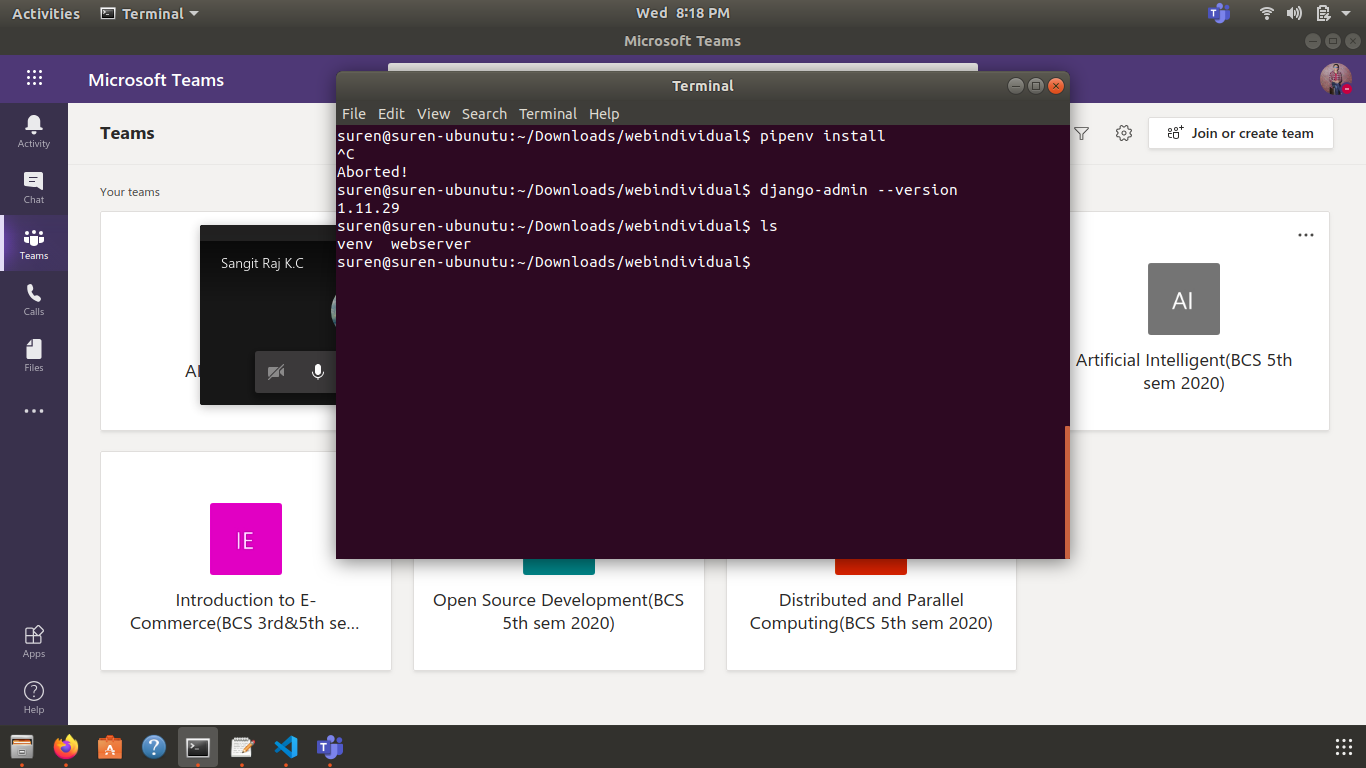 Activities
Terminal
Wed 8:18 PM
Microsoft Teams
Microsoft Teams
Terminal
File Edit View Search Terminal Help
suren@suren-ubunutu:~/Downloads/webindividual$ pipenv install
^C
Aborted!
suren@suren-ubunutu:~/Downloads/webindividual$ django-admin --version
1.11.29
suren@suren-ubunutu:~/Downloads/webindividual$ ls
venv webserver
suren@suren-ubunutu:~/Downloads/webindividual$
Activity
Chat
Teams
Calls
Files
Apps
Help
Teams
Join or create team
Your teams
Sangit Raj K.C
AI
Artificial Intelligent(BCS 5th
sem 2020)
IE
Introduction to E-
Commerce(BCS 3rd&5th se...
Open Source Development(BCS
5th sem 2020)
Distributed and Parallel
Computing(BCS 5th sem 2020)